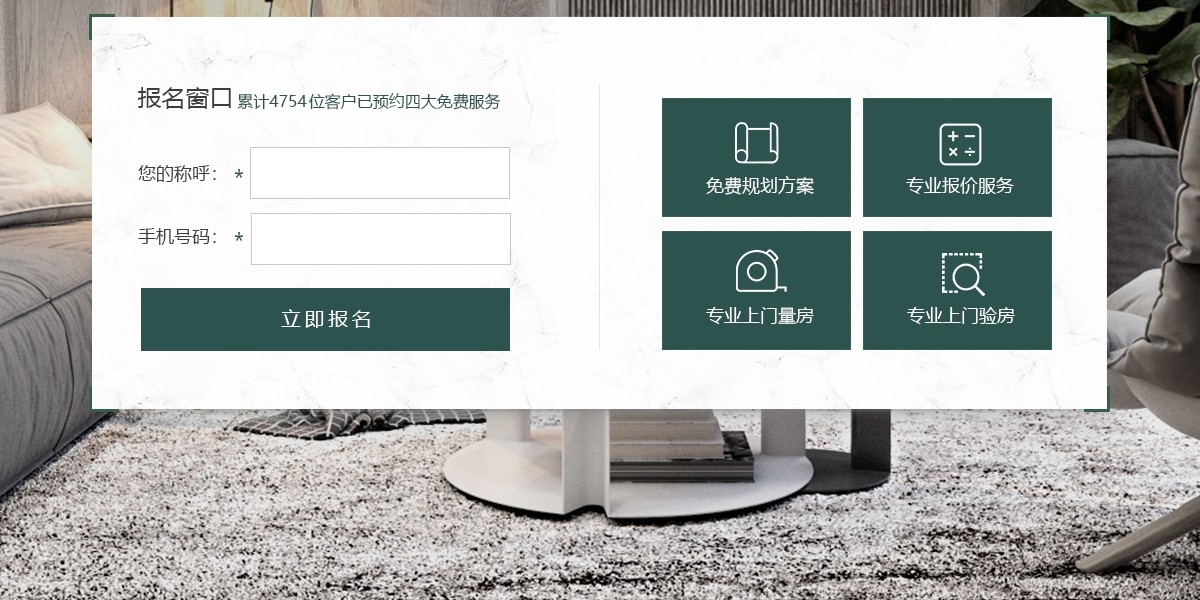 报名窗口 累计4754位客户已预约四大免费服务
您的称呼： *
手机号码： *
立即报名
免费规划方案
专业报价服务
专业上门量房
专业上门验房